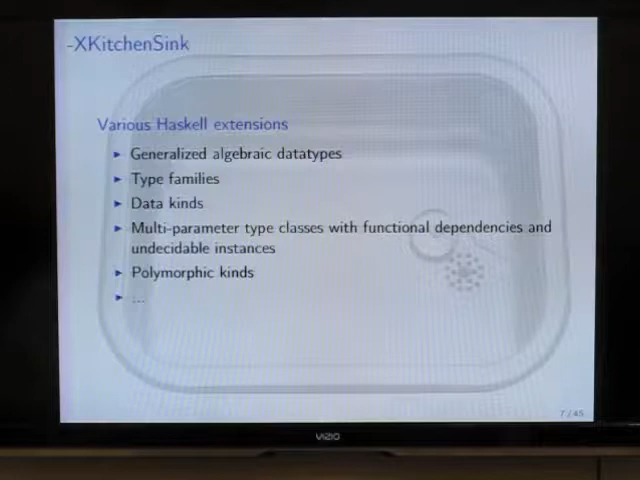 -XKitchenSink
Various Haskell extensions
► Generalized algebraic datatypes
► Type families
► Data kinds
► Multi-parameter type classes with functional dependencies and
undecidable instances
► Polymorphic kinds
► ...
7 / 45
VIZIO